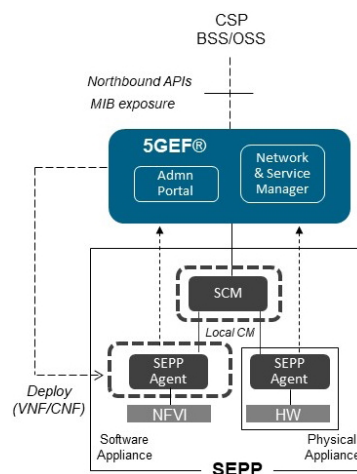 CSP
BSS/OSS
Northbound APIs
MIB exposure
5GEF®
Admn
Portal
Network
& Service
Manager
SCM
Local CM
SEPP
Agent
SEPP
Agent
Deploy
(VNF/CNF)
NFVI
HW
Software
Appliance
Physical
Appliance
SEPP